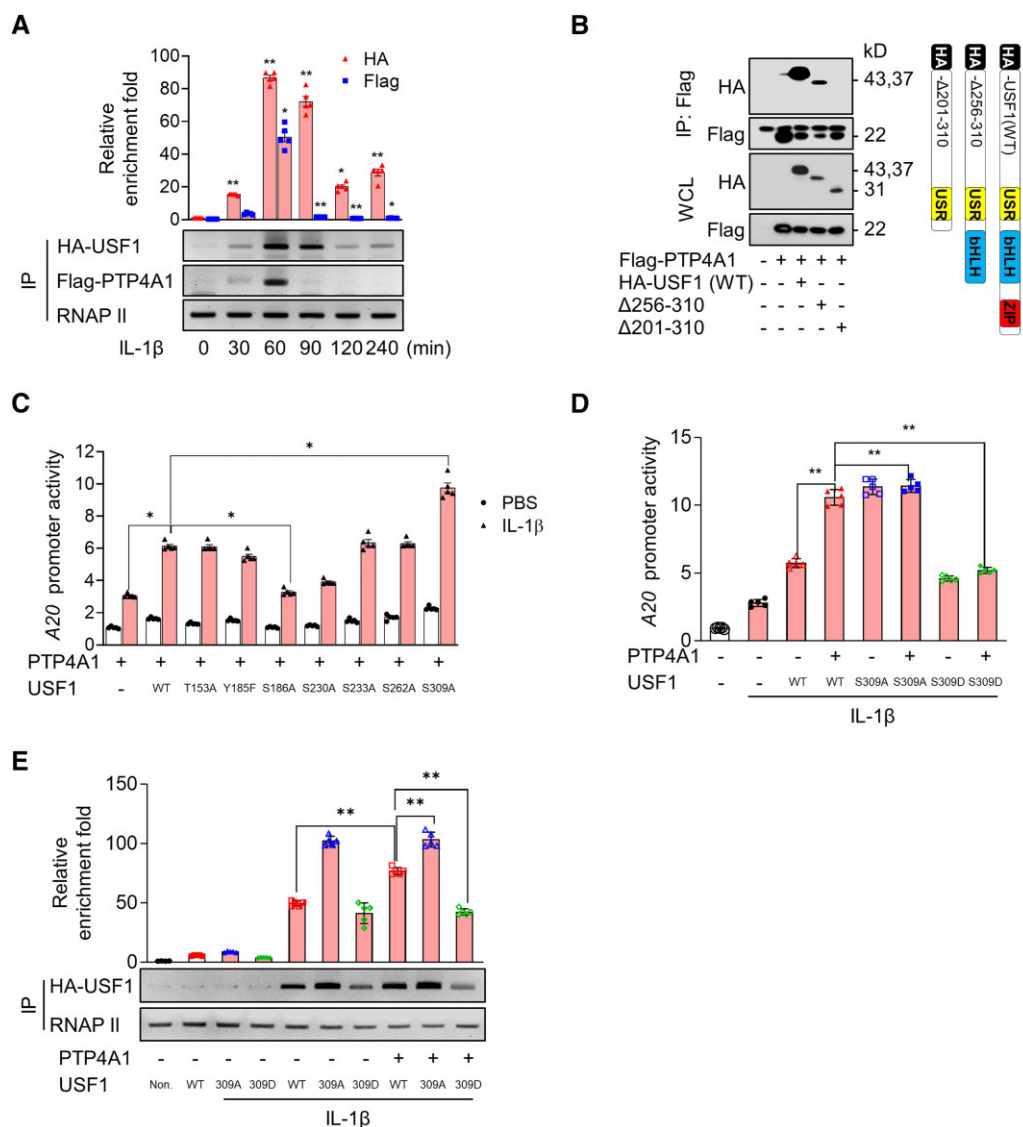 A
Relative
enrichment fold
100
80
60
40
20
0
HA
Flag
** ** * ** ** * ** ** *
IP
HA-USF1
Flag-PTP4A1
RNAP II
IL-1β 0 30 60 90 120 240 (min)
B
kD
IP: Flag
HA 43,37
Flag 22
WCL
HA 43,37
31
Flag 22
Flag-PTP4A1 - + + + +
HA-USF1 (WT) - - + - -
Δ256-310 - - - + -
Δ201-310 - - - - +
HA -Δ201-310 USR
HA -Δ256-310 USR bHLH
HA -USF1(WT) USR bHLH ZIP
C
A20 promoter activity
12
10
8
6
4
2
0
*
* *
PBS
IL-1β
PTP4A1 + + + + + + + + +
USF1 - WT T153A Y185F S186A S230A S233A S262A S309A
D
A20 promoter activity
15
10
5
0
**
**
**
PTP4A1 - - - + - + - +
USF1 - - WT WT S309A S309A S309D S309D
IL-1β
E
Relative
enrichment fold
150
100
50
0
**
** **
IP
HA-USF1
RNAP II
PTP4A1 - - - - - - - + + +
USF1 Non. WT 309A 309D WT 309A 309D WT 309A 309D
IL-1β